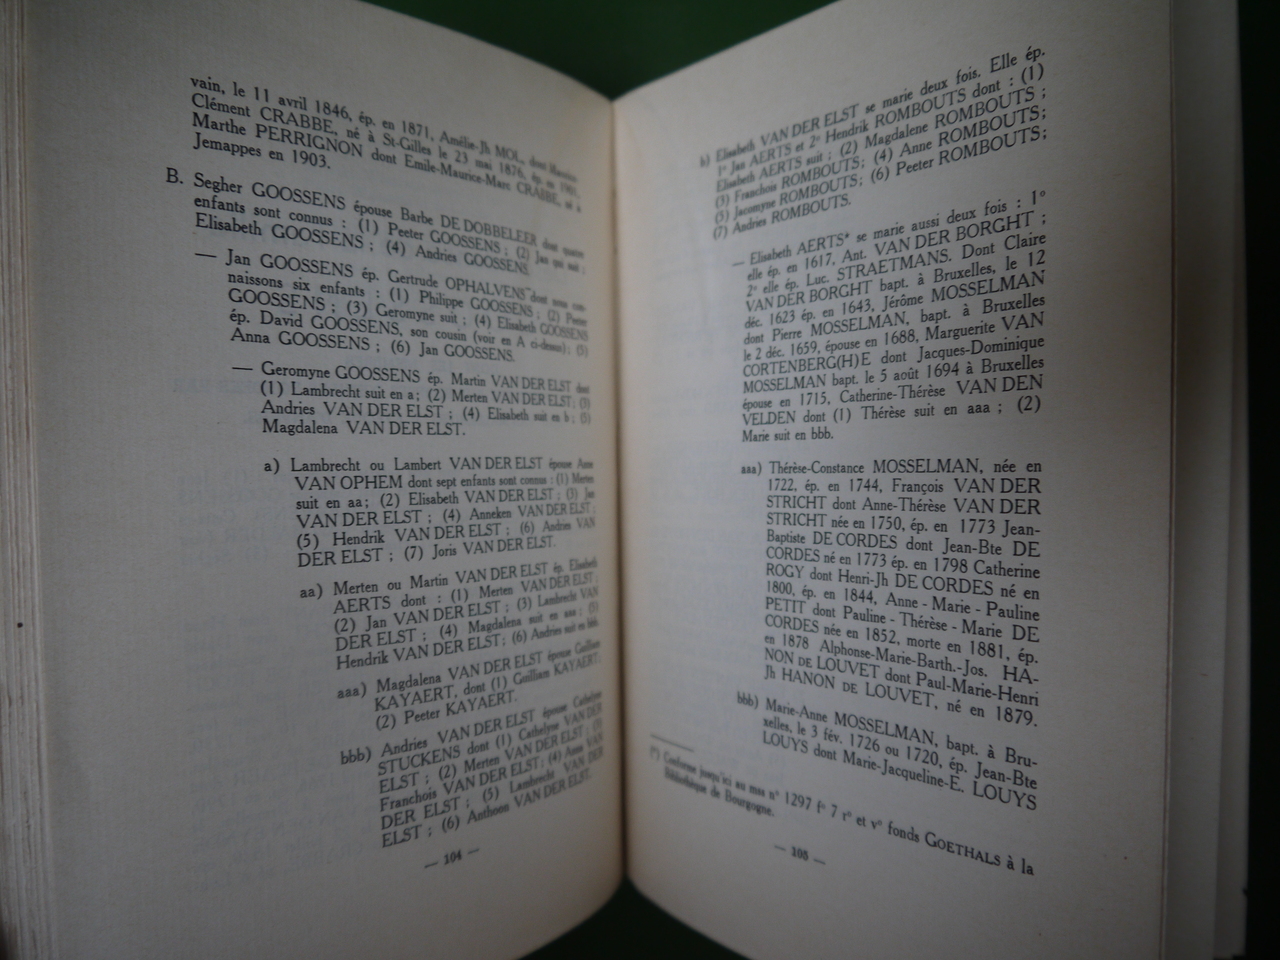 vain, le 11 avril 1846, ép. en 1871, Amélie-Jh MOL, dont Maurice-
Clément CRABBE, né à St-Gilles le 23 mai 1876, ép. en 1901,
Marthe PERRIGNON dont Emile-Maurice-Marc CRABBE, né à
Jemappes en 1903.
B. Segher GOOSSENS épouse Barbe DE DOBBELEER dont quatre
enfants sont connus : (1) Peeter GOOSSENS ; (2) Jan qui suit ;
Elisabeth GOOSSENS ; (4) Andries GOOSSENS.
— Jan GOOSSENS ép. Gertrude OPHALVENS dont nous con-
naissons six enfants : (1) Philippe GOOSSENS ; (2) Peeter
GOOSSENS ; (3) Geromyne suit ; (4) Elisabeth GOOSSENS
ép. David GOOSSENS, son cousin (voir en A ci-dessus) ; (5)
Anna GOOSSENS ; (6) Jan GOOSSENS.
— Geromyne GOOSSENS ép. Martin VAN DER ELST dont
(1) Lambrecht suit en a ; (2) Merten VAN DER ELST ; (3)
Andries VAN DER ELST ; (4) Elisabeth suit en b ; (5)
Magdalena VAN DER ELST.
a) Lambrecht ou Lambert VAN DER ELST épouse Anne
VAN OPHEM dont sept enfants sont connus : (1) Merten
suit en aa ; (2) Elisabeth VAN DER ELST ; (3) Jan
VAN DER ELST ; (4) Anneken VAN DER ELST ;
(5) Hendrik VAN DER ELST ; (6) Andries VAN
DER ELST ; (7) Joris VAN DER ELST.
aa) Merten ou Martin VAN DER ELST ép. Elisabeth
AERTS dont : (1) Merten VAN DER ELST ;
(2) Jan VAN DER ELST ; (3) Lambrecht VAN
DER ELST ; (4) Magdalena suit en aaa ; (5)
Hendrik VAN DER ELST ; (6) Andries suit en bbb.
aaa) Magdalena VAN DER ELST épouse Guilliam
KAYAERT, dont (1) Guilliam KAYAERT ;
(2) Peeter KAYAERT.
bbb) Andries VAN DER ELST épouse Cathelyne
STUCKENS dont (1) Cathelyne VAN DER
ELST ; (2) Merten VAN DER ELST ; (3)
Franchois VAN DER ELST ; (4) Anna VAN
DER ELST ; (5) Lambrecht VAN DER
ELST ; (6) Anthoon VAN DER ELST.
— 104 —
b) Elisabeth VAN DER ELST se marie deux fois. Elle ép.
1° Jan AERTS et 2° Hendrik ROMBOUTS dont : (1)
Elisabeth AERTS suit ; (2) Magdalene ROMBOUTS ;
(3) Franchois ROMBOUTS ; (4) Anne ROMBOUTS ;
(5) Jacomyne ROMBOUTS ; (6) Peeter ROMBOUTS ;
(7) Andries ROMBOUTS.
— Elisabeth AERTS* se marie aussi deux fois : 1°
elle ép. en 1617, Ant. VAN DER BORGHT ;
2° elle ép. Luc. STRAETMANS. Dont Claire
VAN DER BORGHT bapt. à Bruxelles, le 12
déc. 1623 ép. en 1643, Jérôme MOSSELMAN
dont Pierre MOSSELMAN, bapt. à Bruxelles
le 2 déc. 1659, épouse en 1688, Marguerite VAN
CORTENBERG(H)E dont Jacques-Dominique
MOSSELMAN bapt. le 5 août 1694 à Bruxelles
épouse en 1715, Catherine-Thérèse VAN DEN
VELDEN dont (1) Thérèse suit en aaa ; (2)
Marie suit en bbb.
aaa) Thérèse-Constance MOSSELMAN, née en
1722, ép. en 1744, François VAN DER
STRICHT dont Anne-Thérèse VAN DER
STRICHT née en 1750, ép. en 1773 Jean-
Baptiste DE CORDES dont Jean-Bte DE
CORDES né en 1773 ép. en 1798 Catherine
ROGY dont Henri-Jh DE CORDES né en
1800, ép. en 1844, Anne - Marie - Pauline
PETIT dont Pauline - Thérèse - Marie DE
CORDES née en 1852, morte en 1881, ép.
en 1878 Alphonse-Marie-Barth.-Jos. HA-
NON DE LOUVET dont Paul-Marie-Henri
Jh HANON DE LOUVET, né en 1879.
bbb) Marie-Anne MOSSELMAN, bapt. à Bru-
xelles, le 3 fév. 1726 ou 1720, ép. Jean-Bte
LOUYS dont Marie-Jacqueline-E. LOUYS
(*) Conforme jusqu'ici au mss n° 1297 f° 7 r° et v° fonds GOETHALS à la
Bibliothèque de Bourgogne.
— 105 —